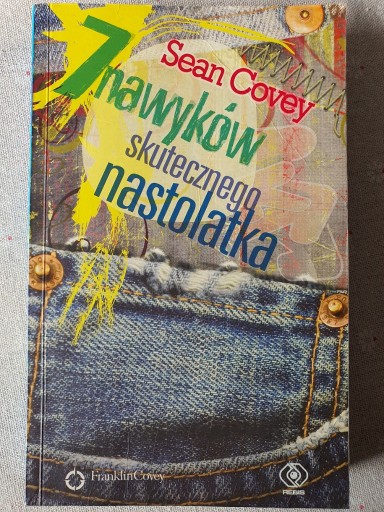 Sean Covey
7 nawyków
skutecznego
nastolatka
FranklinCovey
REBIS